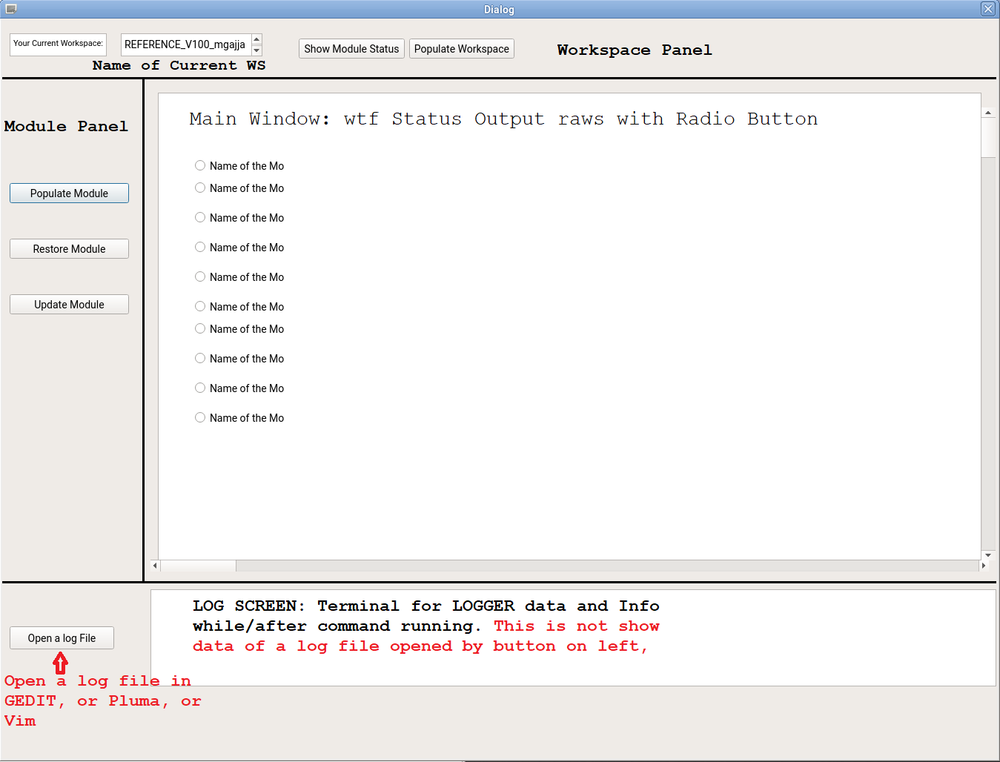 Dialog
Your Current Workspace:
REFERENCE_V100_mgajja
Show Module Status
Populate Workspace
Workspace Panel
Name of Current WS
Module Panel
Populate Module
Restore Module
Update Module
Main Window: wtf Status Output raws with Radio Button
Name of the Mo
Name of the Mo
Name of the Mo
Name of the Mo
Name of the Mo
Name of the Mo
Name of the Mo
Name of the Mo
Name of the Mo
Name of the Mo
LOG SCREEN: Terminal for LOGGER data and Info
while/after command running. This is not show
data of a log file opened by button on left,
Open a log File
Open a log file in
GEDIT, or Pluma, or
Vim